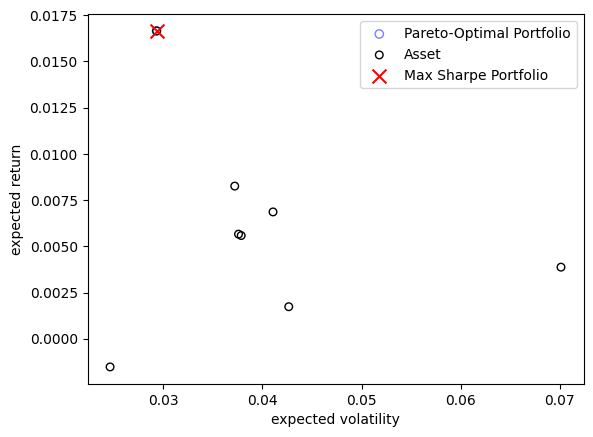 0.0175
0.0150
0.0125
0.0100
0.0075
0.0050
0.0025
0.0000
expected return
Pareto-Optimal Portfolio
Asset
Max Sharpe Portfolio
0.03 0.04 0.05 0.06 0.07
expected volatility